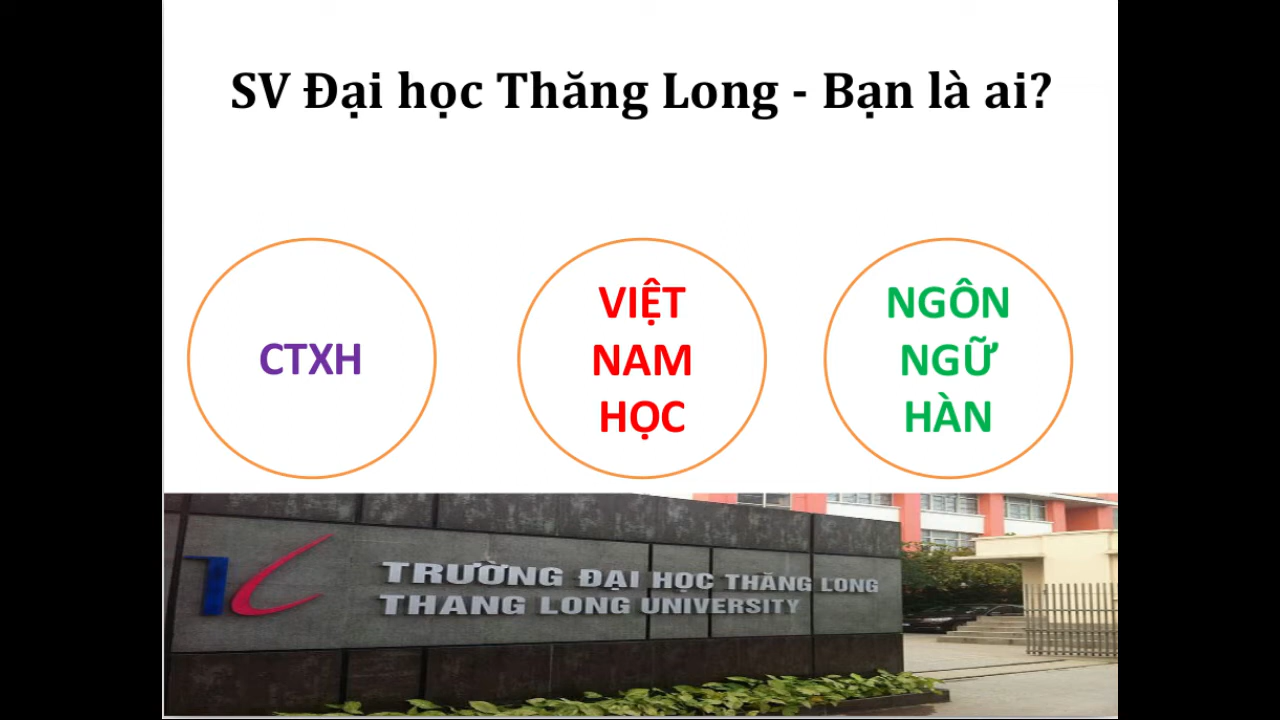 SV Đại học Thăng Long - Bạn là ai?
CTXH
VIỆT
NAM
HỌC
NGÔN
NGỮ
HÀN
TRƯỜNG ĐẠI HỌC THĂNG LONG
THANG LONG UNIVERSITY